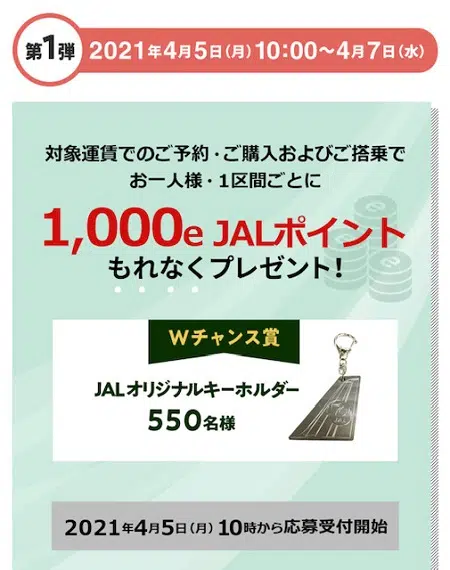 第1弾
2021年4月5日(月)10:00～4月7日(水)
対象運賃でのご予約・ご購入およびご搭乗で
お一人様・1区間ごとに
1,000e JALポイント
もれなくプレゼント!
Wチャンス賞
JALオリジナルキーホルダー
550名様
2021年4月5日(月)10時から応募受付開始